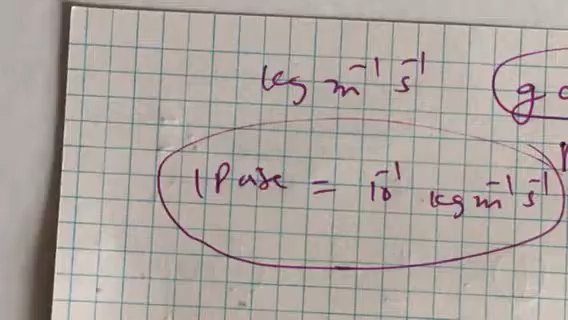 kg m⁻¹ s⁻¹
g
1 Poise = 10⁻¹ kg m⁻¹ s⁻¹